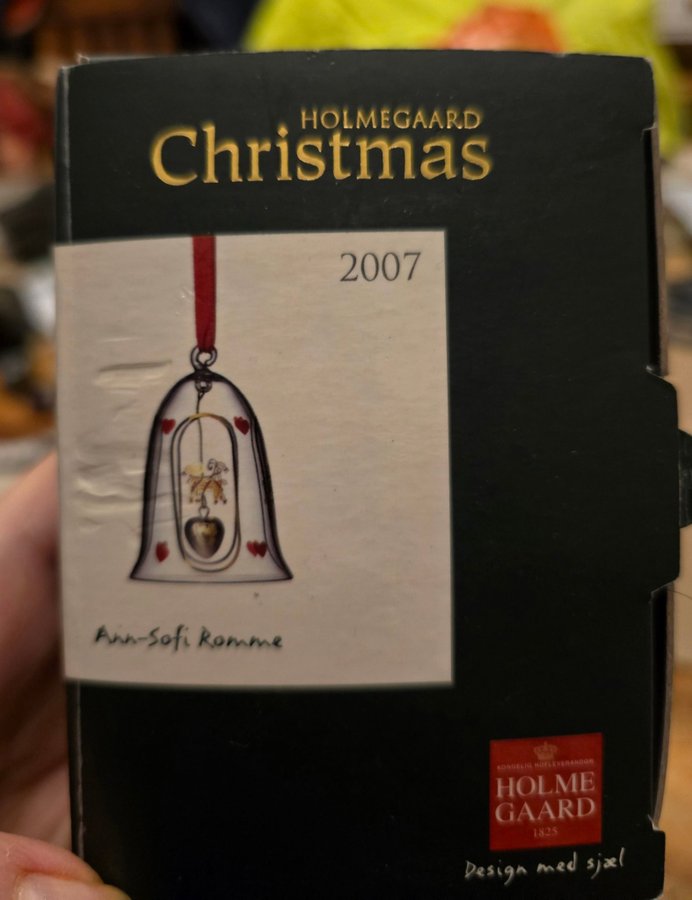 HOLMEGAARD
Christmas
2007
Ann-Sofi Romme
KONGELIG HOFLEVERANDØR
HOLME
GAARD
1825
Design med sjæl